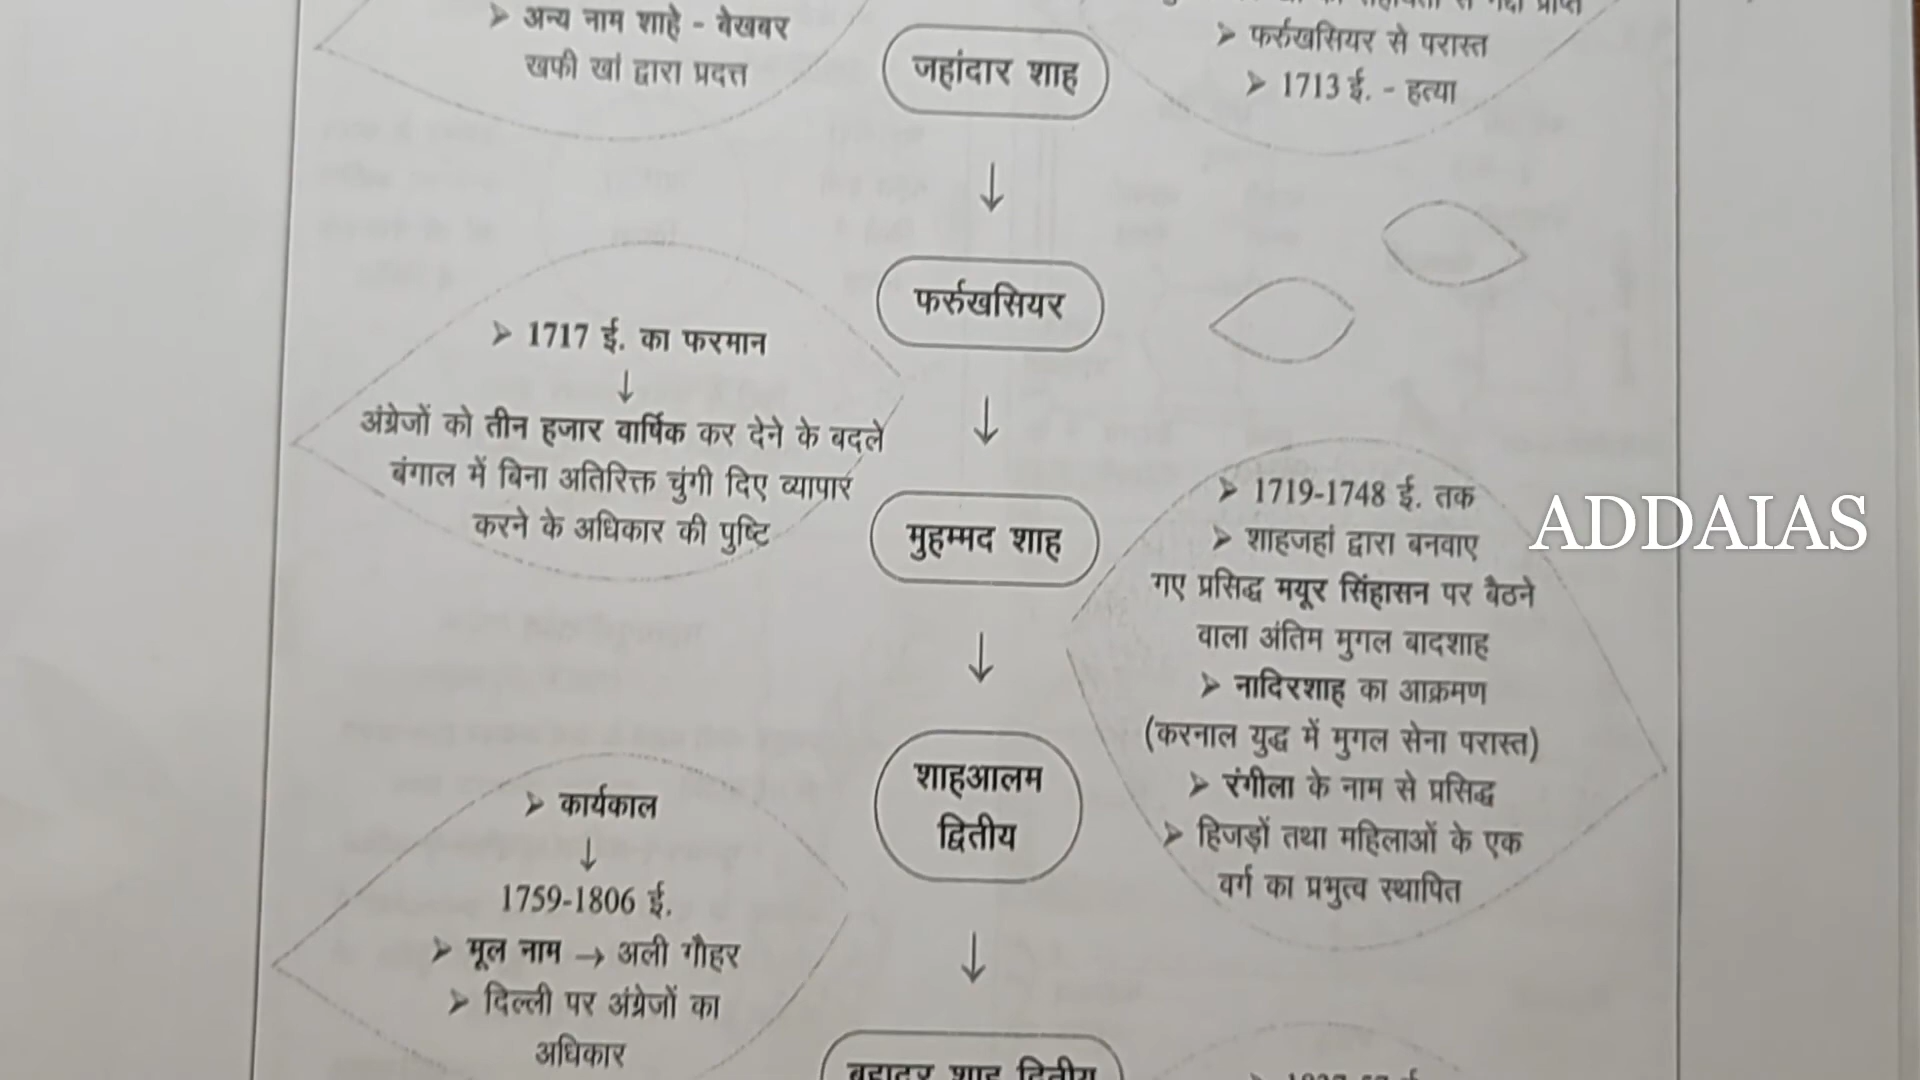 ➤ अन्य नाम शाहे - बेखबर
खफी खां द्वारा प्रदत्त
जहांदार शाह
प्राप्त
➤ फर्रुखसियर से परास्त
➤ 1713 ई. - हत्या
↓
फर्रुखसियर
➤ 1717 ई. का फरमान
↓
अंग्रेजों को तीन हजार वार्षिक कर देने के बदले
बंगाल में बिना अतिरिक्त चुंगी दिए व्यापार
करने के अधिकार की पुष्टि
↓
मुहम्मद शाह
➤ 1719-1748 ई. तक
➤ शाहजहां द्वारा बनवाए
गए प्रसिद्ध मयूर सिंहासन पर बैठने
वाला अंतिम मुगल बादशाह
➤ नादिरशाह का आक्रमण
(करनाल युद्ध में मुगल सेना परास्त)
➤ रंगीला के नाम से प्रसिद्ध
➤ हिजड़ों तथा महिलाओं के एक
वर्ग का प्रभुत्व स्थापित
ADDAIAS
↓
शाहआलम
द्वितीय
➤ कार्यकाल
↓
1759-1806 ई.
➤ मूल नाम → अली गौहर
➤ दिल्ली पर अंग्रेजों का
अधिकार
↓
बहादुर शाह द्वितीय